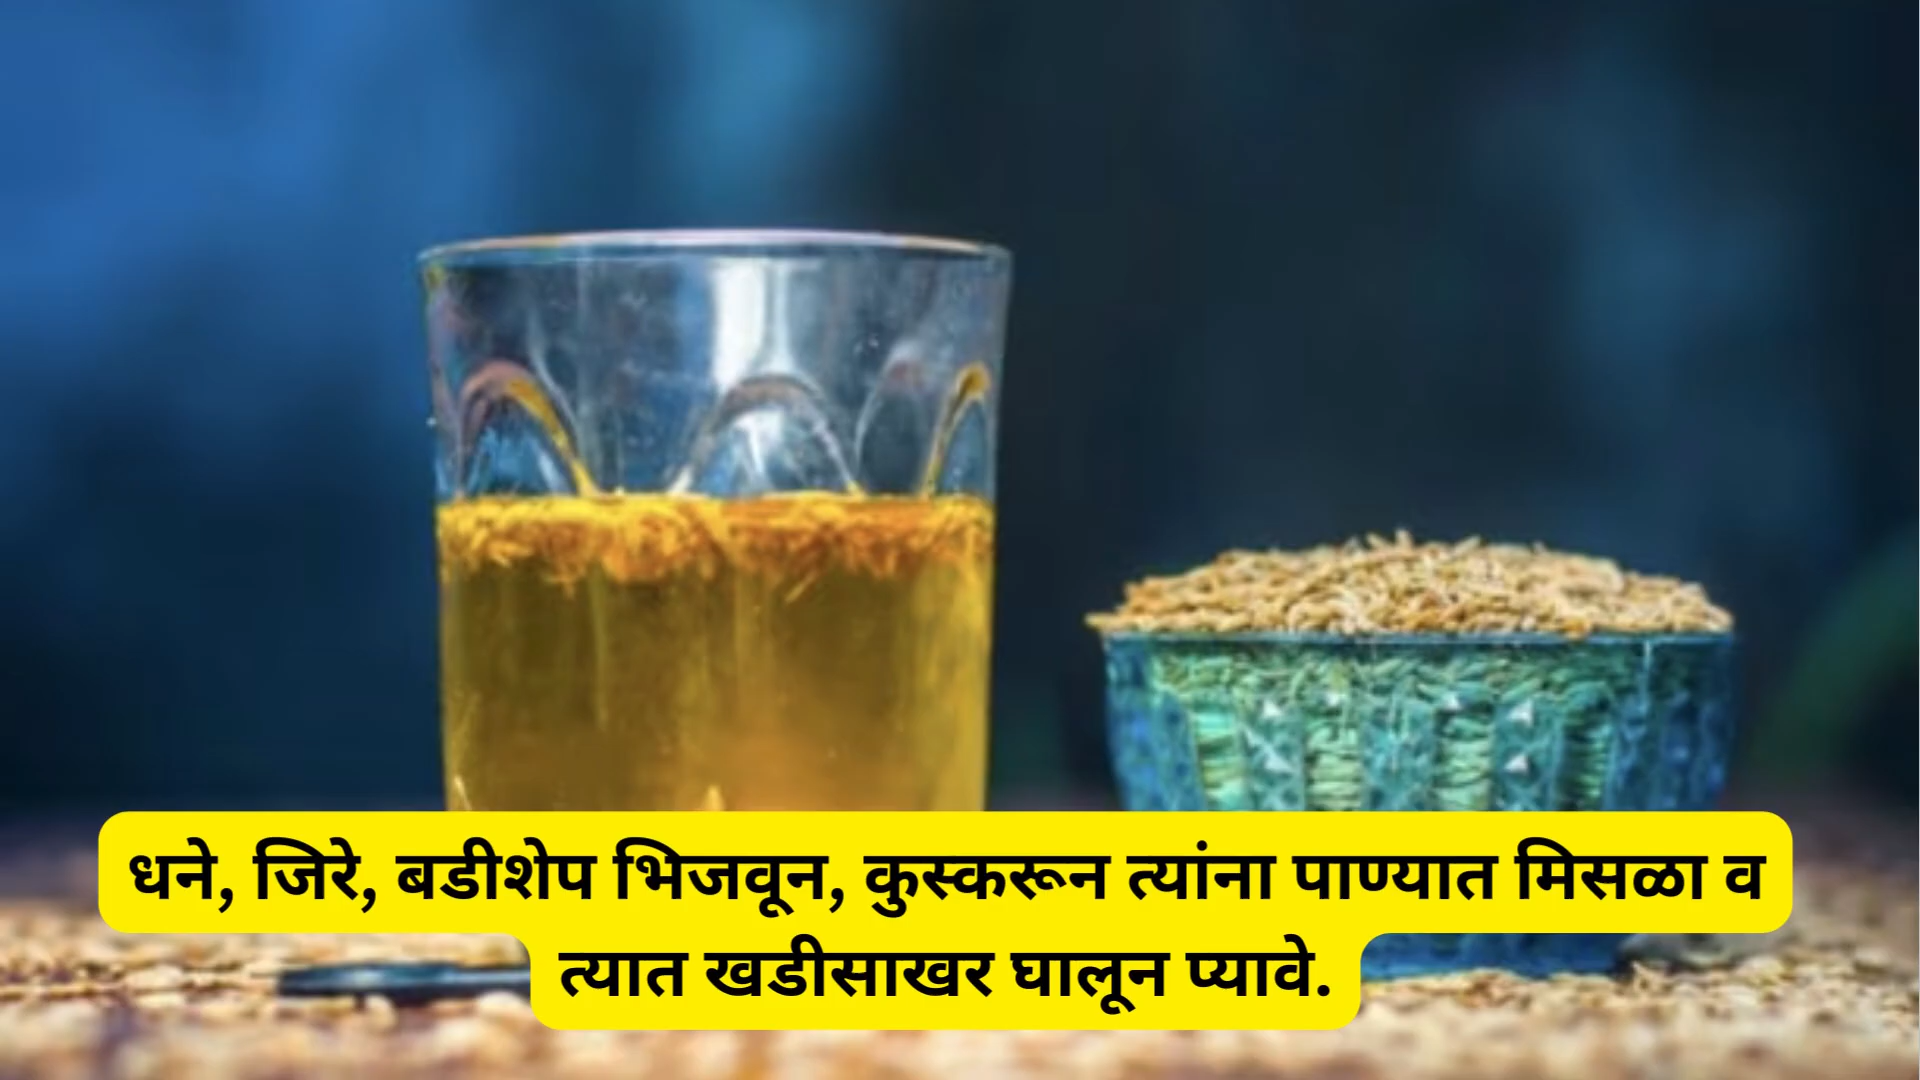 धने, जिरे, बडीशेप भिजवून, कुस्करून त्यांना पाण्यात मिसळा व
त्यात खडीसाखर घालून प्यावे.